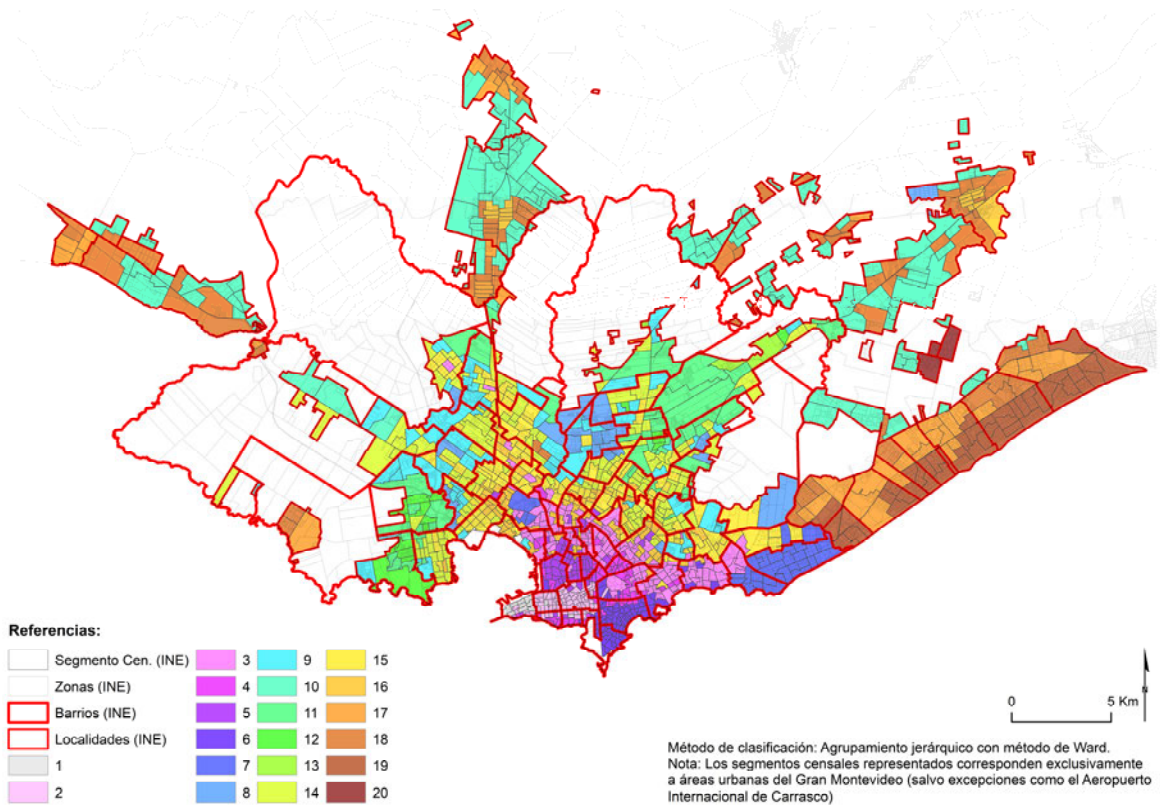 Referencias:
Segmento Cen. (INE)
Zonas (INE)
Barrios (INE)
Localidades (INE)
1
2
3
4
5
6
7
8
9
10
11
12
13
14
15
16
17
18
19
20
0 5 Km
N
Método de clasificación: Agrupamiento jerárquico con método de Ward.
Nota: Los segmentos censales representados corresponden exclusivamente
a áreas urbanas del Gran Montevideo (salvo excepciones como el Aeropuerto
Internacional de Carrasco)